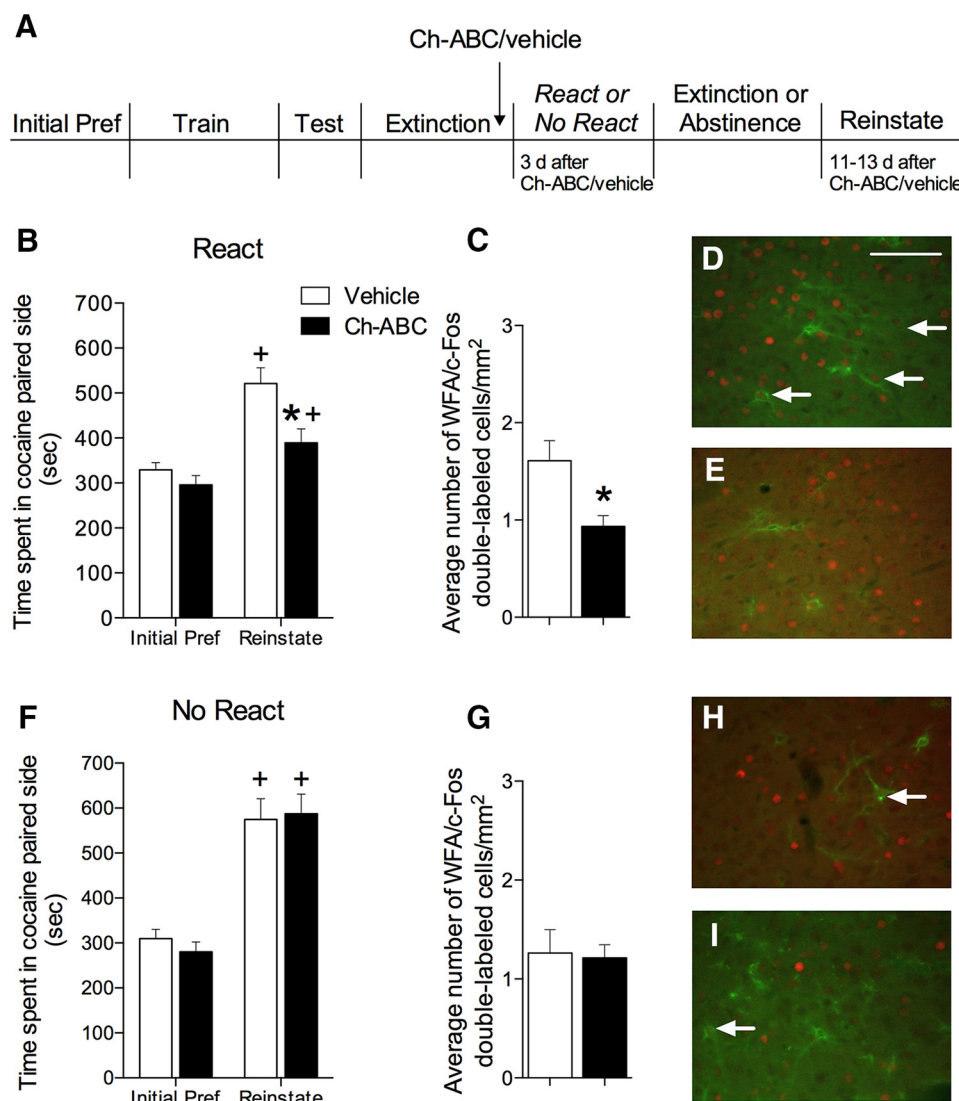 A
Ch-ABC/vehicle
Initial Pref
Train
Test
Extinction
React or
No React
Extinction or
Abstinence
Reinstate
3 d after
Ch-ABC/vehicle
11-13 d after
Ch-ABC/vehicle
B
React
Time spent in cocaine paired side
(sec)
700
600
500
400
300
200
100
0
Vehicle
Ch-ABC
+
*+
Initial Pref
Reinstate
C
Average number of WFA/c-Fos
double-labeled cells/mm2
3
2
1
0
*
D
E
F
No React
Time spent in cocaine paired side
(sec)
700
600
500
400
300
200
100
0
+
+
Initial Pref
Reinstate
G
Average number of WFA/c-Fos
double-labeled cells/mm2
3
2
1
0
H
I